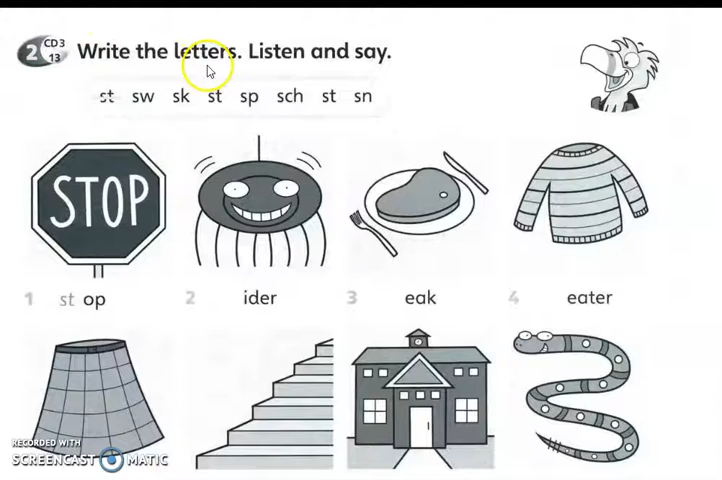 2 CD3 13 Write the letters. Listen and say.
st sw sk st sp sch st sn
STOP
1 st op 2 ider 3 eak 4 eater
RECORDED WITH
SCREENCAST MATIC